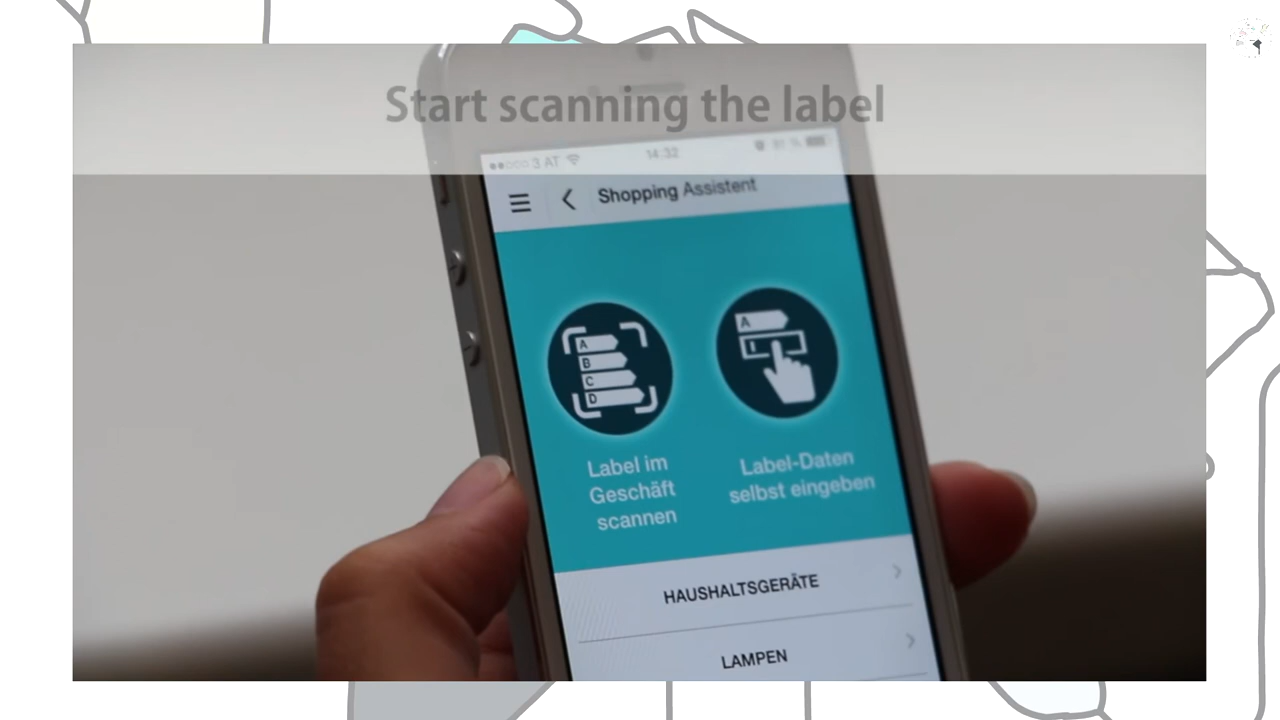 Start scanning the label
3 AT
14:32
Shopping Assistent
A
B
C
D
A
Label im
Geschäft
scannen
Label-Daten
selbst eingeben
HAUSHALTSGERÄTE
LAMPEN